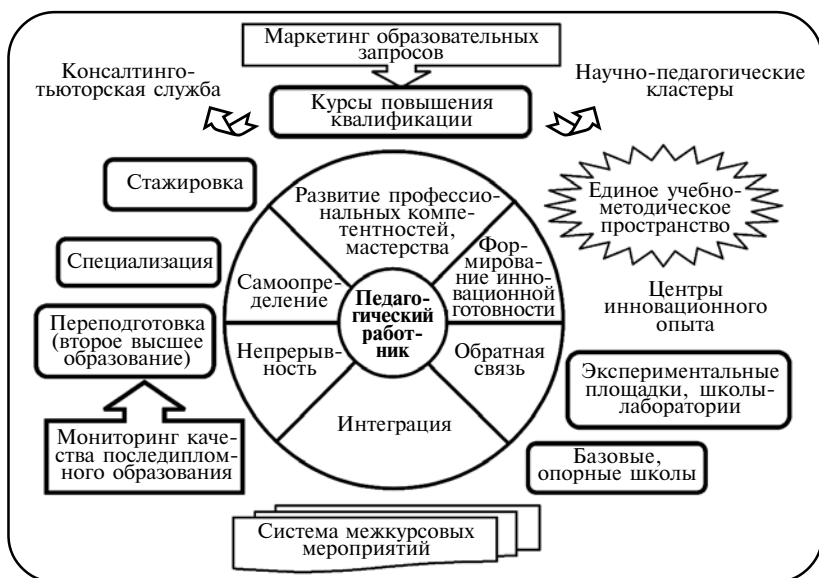 Маркетинг образовательных
запросов
Консалтинго-
тьюторская служба
Курсы повышения
квалификации
Научно-педагогические
кластеры
Стажировка
Развитие профессио-
нальных компе-
тентностей,
мастерства
Единое учебно-
методическое
пространство
Специализация
Самоопре-
деление
Фор-
мирова-
ние инно-
вационной
готовности
Педаго-
гический
работ-
ник
Центры
инновационного
опыта
Переподготовка
(второе высшее
образование)
Непрерыв-
ность
Обратная
связь
Экспериментальные
площадки, школы-
лаборатории
Интеграция
Мониторинг каче-
ства последиплом-
ного образования
Базовые,
опорные школы
Система межкурсовых
мероприятий